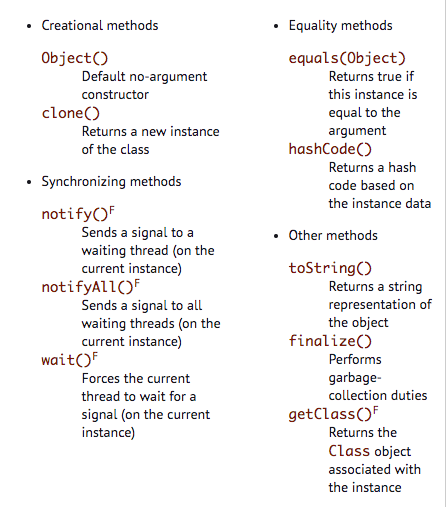 • Creational methods
Object()
Default no-argument
constructor
clone()
Returns a new instance
of the class
• Synchronizing methods
notify()F
Sends a signal to a
waiting thread (on the
current instance)
notifyAll()F
Sends a signal to all
waiting threads (on the
current instance)
wait()F
Forces the current
thread to wait for a
signal (on the current
instance)
• Equality methods
equals(Object)
Returns true if
this instance is
equal to the
argument
hashCode()
Returns a hash
code based on
the instance data
• Other methods
toString()
Returns a string
representation of
the object
finalize()
Performs
garbage-
collection duties
getClass()F
Returns the
Class object
associated with
the instance